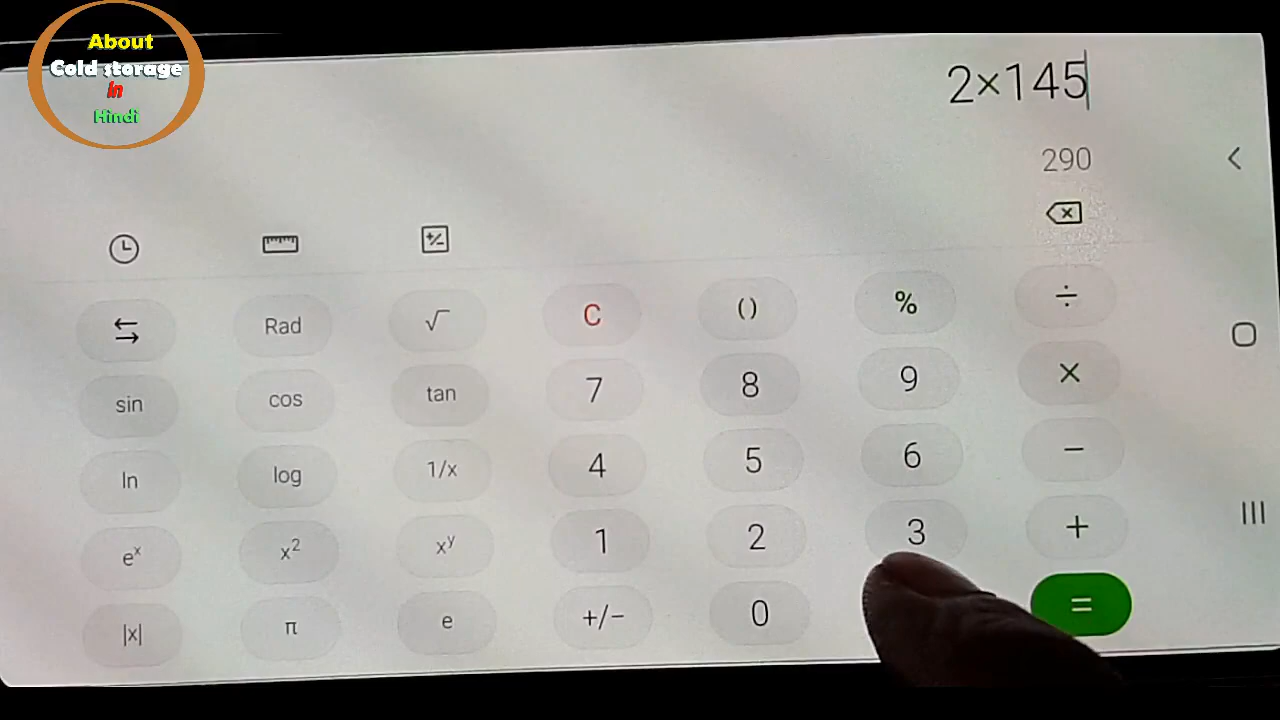 About
Cold storage
in
Hindi
2×145
290
+/-
Rad √ C () % ÷
sin cos tan 7 8 9 ×
ln log 1/x 4 5 6 −
eˣ x² xʸ 1 2 3 +
|x| π e +/− 0 =